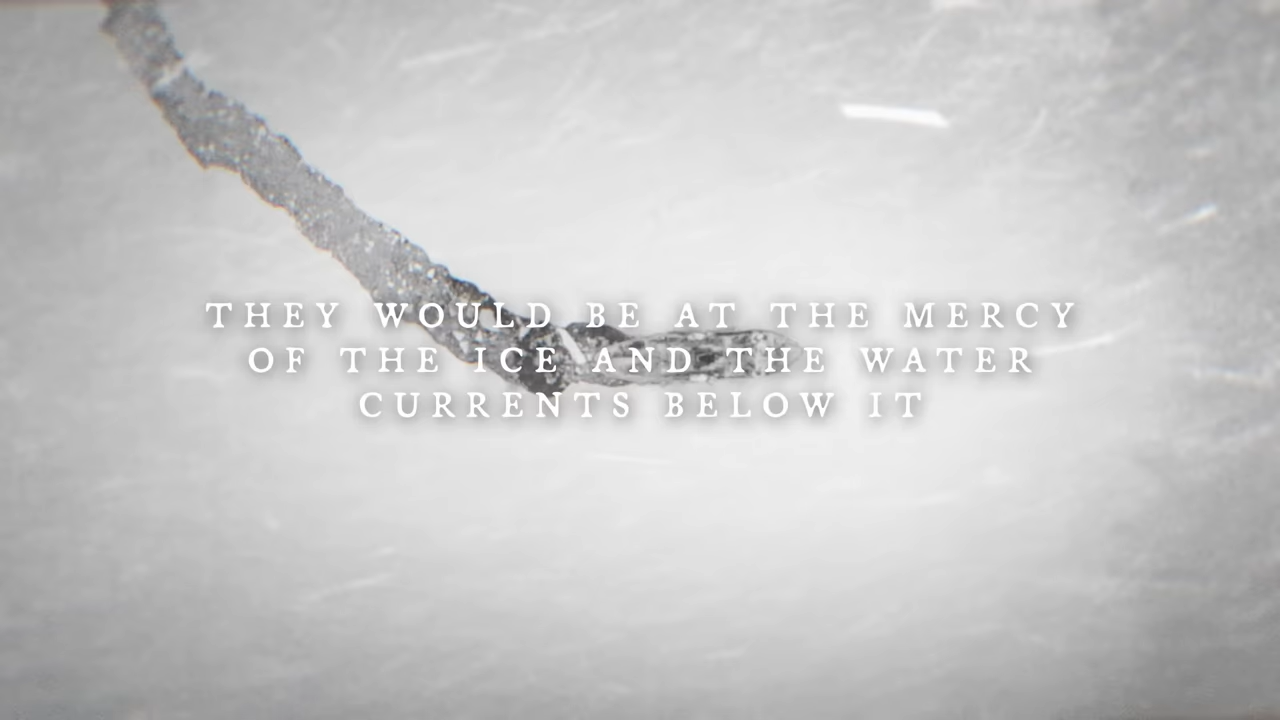 THEY WOULD BE AT THE MERCY
OF THE ICE AND THE WATER
CURRENTS BELOW IT